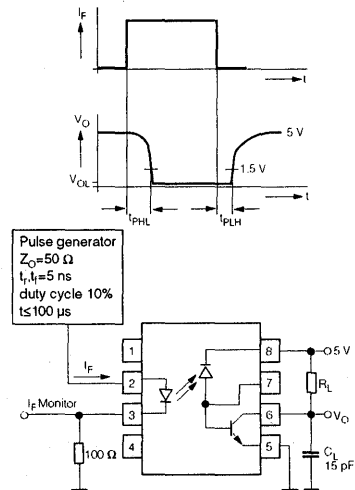 I_F
t
V_O
5 V
1.5 V
V_OL
t
t_PHL
t_PLH
Pulse generator
Z_O=50 Ω
t_r,t_f=5 ns
duty cycle 10%
t≤100 µs
I_F
1
2
3
4
8
7
6
5
5 V
R_L
V_O
C_L
15 pF
I_F Monitor
100 Ω